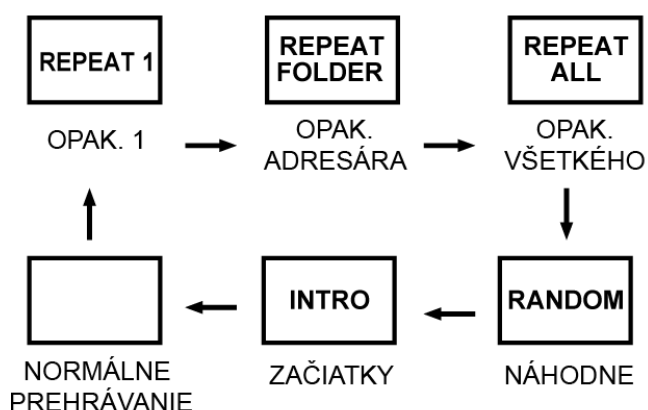 REPEAT 1
REPEAT
FOLDER
REPEAT
ALL
OPAK. 1
OPAK.
ADRESÁRA
OPAK.
VŠETKÉHO
INTRO
RANDOM
NORMÁLNE
PREHRÁVANIE
ZAČIATKY
NÁHODNE